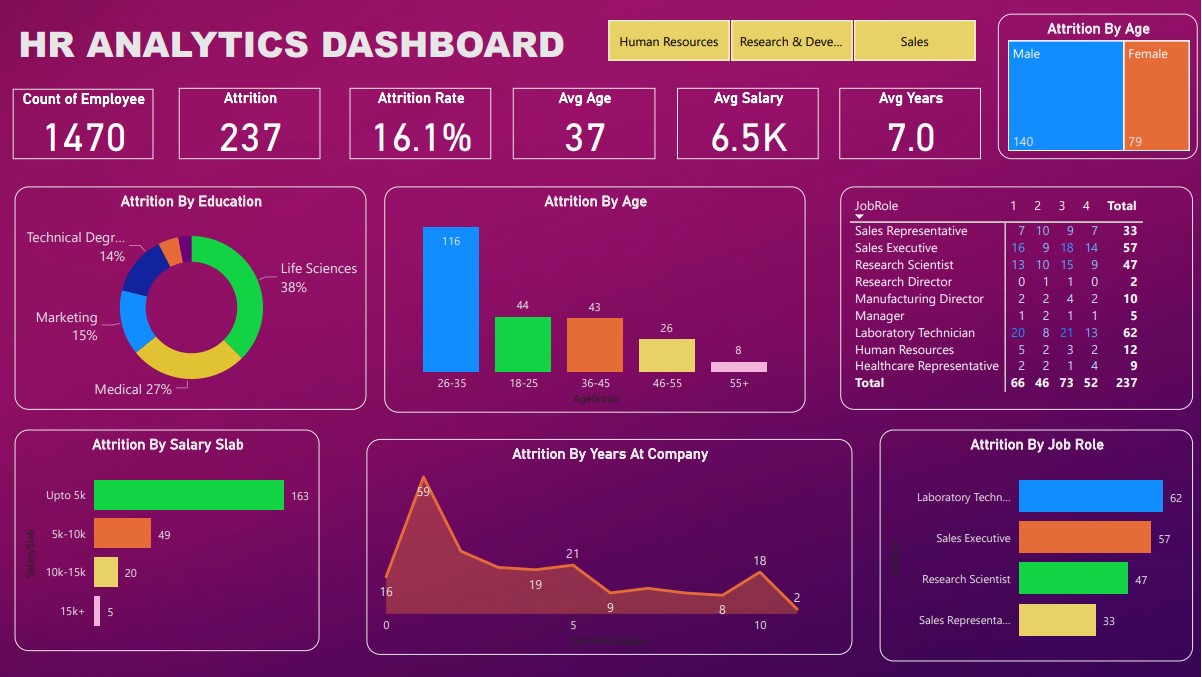 HR ANALYTICS DASHBOARD
Human Resources
Research & Deve...
Sales
Attrition By Age
Male
Female
140
79
Count of Employee
1470
Attrition
237
Attrition Rate
16.1%
Avg Age
37
Avg Salary
6.5K
Avg Years
7.0
Attrition By Education
Technical Degr...
14%
Life Sciences
38%
Marketing
15%
Medical 27%
Attrition By Age
116
44
43
26
8
26-35
18-25
36-45
46-55
55+
AgeGroup
JobRole 1 2 3 4 Total
Sales Representative 7 10 9 7 33
Sales Executive 16 9 18 14 57
Research Scientist 13 10 15 9 47
Research Director 0 1 1 0 2
Manufacturing Director 2 2 4 2 10
Manager 1 2 1 1 5
Laboratory Technician 20 8 21 13 62
Human Resources 5 2 3 2 12
Healthcare Representative 2 2 1 4 9
Total 66 46 73 52 237
Attrition By Salary Slab
SalarySlab
Upto 5k 163
5k-10k 49
10k-15k 20
15k+ 5
Attrition By Years At Company
59
16
19
21
9
8
18
2
0
5
10
Attrition By Job Role
Laboratory Techn... 62
Sales Executive 57
Research Scientist 47
Sales Representa... 33